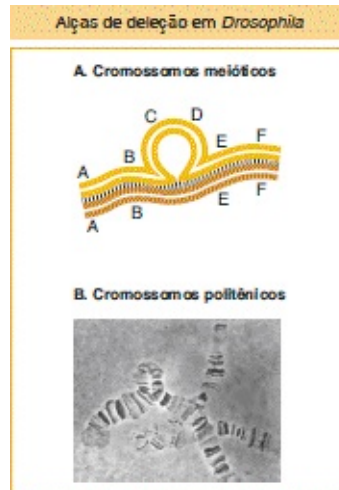 Alças de deleção em Drosophila
A. Cromossomos meióticos
C D
B E F
A
A B E F
B. Cromossomos politênicos